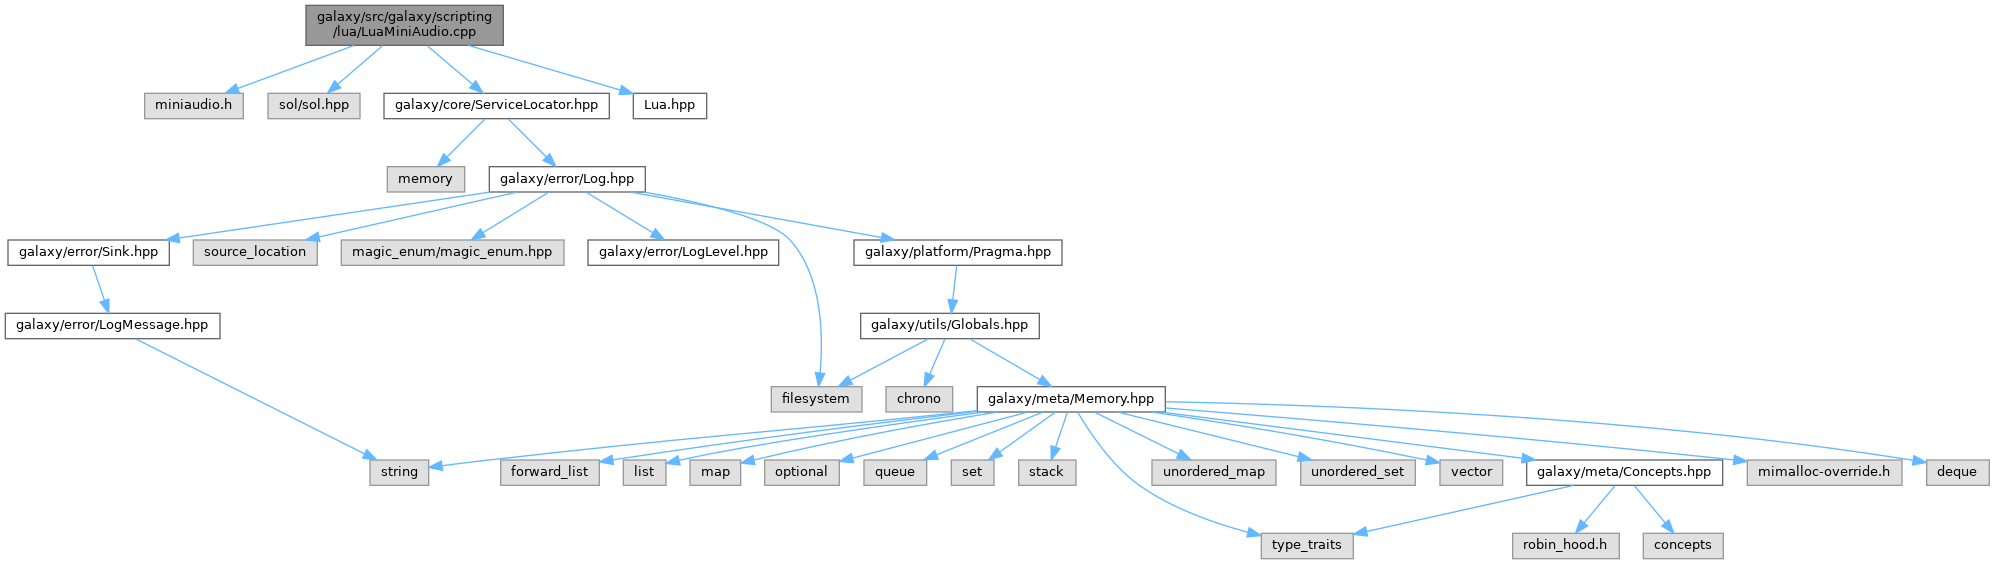 galaxy/src/galaxy/scripting
/lua/LuaMiniAudio.cpp
miniaudio.h
sol/sol.hpp
galaxy/core/ServiceLocator.hpp
Lua.hpp
memory
galaxy/error/Log.hpp
galaxy/error/Sink.hpp
source_location
magic_enum/magic_enum.hpp
galaxy/error/LogLevel.hpp
galaxy/platform/Pragma.hpp
galaxy/error/LogMessage.hpp
galaxy/utils/Globals.hpp
filesystem
chrono
galaxy/meta/Memory.hpp
string
forward_list
list
map
optional
queue
set
stack
unordered_map
unordered_set
vector
galaxy/meta/Concepts.hpp
mimalloc-override.h
deque
type_traits
robin_hood.h
concepts